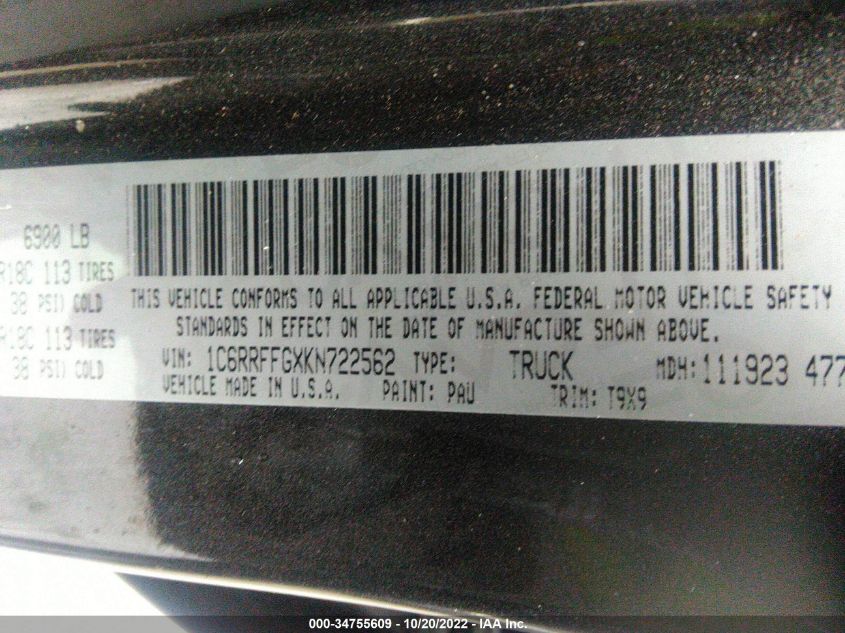 6900 LB
R18C 113 TIRES
38 PSI) COLD
R18C 113 TIRES
38 PSI) COLD
THIS VEHICLE CONFORMS TO ALL APPLICABLE U.S.A. FEDERAL MOTOR VEHICLE SAFETY
STANDARDS IN EFFECT ON THE DATE OF MANUFACTURE SHOWN ABOVE.
VIN: 1C6RRFFGXKN722562 TYPE: TRUCK MDH: 111923 477
VEHICLE MADE IN U.S.A. PAINT: PAU TRIM: T9X9
000-34755609 - 10/20/2022 - IAA Inc.